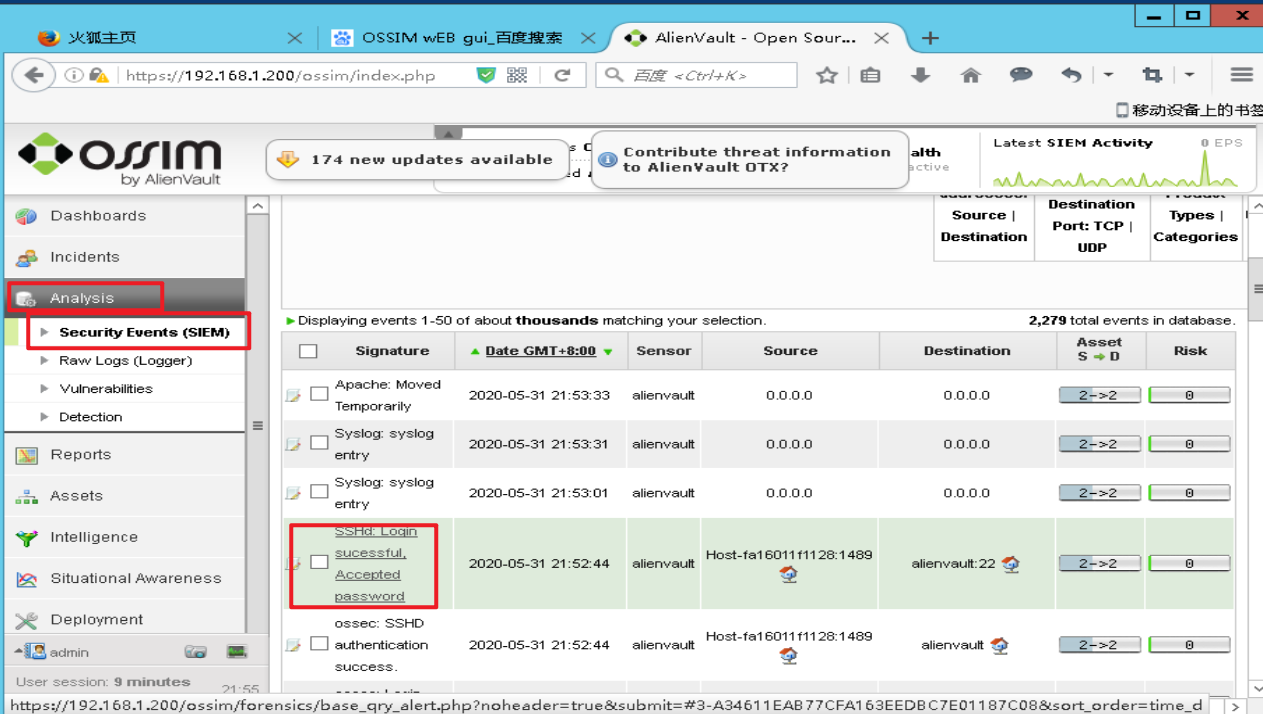 火狐主页
OSSIM wEB gui_百度搜索
AlienVault - Open Sour...
https://192.168.1.200/ossim/index.php
百度 <Ctrl+K>
移动设备上的书签
OSSIM
by AlienVault
174 new updates available
Contribute threat information
to AlienVault OTX?
alth
active
Latest SIEM Activity
0 EPS
Dashboards
Incidents
Analysis
Security Events (SIEM)
Raw Logs (Logger)
Vulnerabilities
Detection
Reports
Assets
Intelligence
Situational Awareness
Deployment
admin
User session: 9 minutes
21:55
Source |
Destination
Destination
Port: TCP |
UDP
Types |
Categories
Displaying events 1-50 of about thousands matching your selection.
2,279 total events in database.
Signature Date GMT+8:00 Sensor Source Destination Asset S D Risk
Apache: Moved
Temporarily
2020-05-31 21:53:33 alienvault 0.0.0.0 0.0.0.0 2->2 0
Syslog: syslog
entry
2020-05-31 21:53:31 alienvault 0.0.0.0 0.0.0.0 2->2 0
Syslog: syslog
entry
2020-05-31 21:53:01 alienvault 0.0.0.0 0.0.0.0 2->2 0
SSHd: Login
sucessful,
Accepted
password
2020-05-31 21:52:44 alienvault Host-fa16011f1128:1489 alienvault:22 2->2 0
ossec: SSHD
authentication
success.
2020-05-31 21:52:44 alienvault Host-fa16011f1128:1489 alienvault 2->2 0
https://192.168.1.200/ossim/forensics/base_qry_alert.php?noheader=true&submit=#3-A34611EAB77CFA163EEDBC7E01187C08&sort_order=time_d